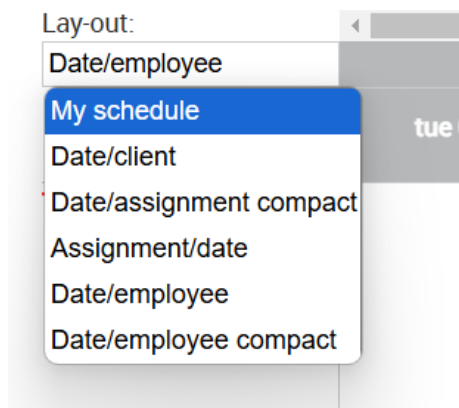 Lay-out:
Date/employee
My schedule
tue
Date/client
Date/assignment compact
Assignment/date
Date/employee
Date/employee compact